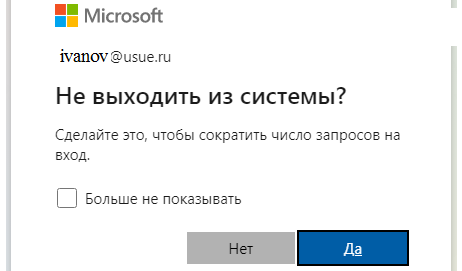 Microsoft
ivanov@usue.ru
Не выходить из системы?
Сделайте это, чтобы сократить число запросов на
вход.
Больше не показывать
Нет Да